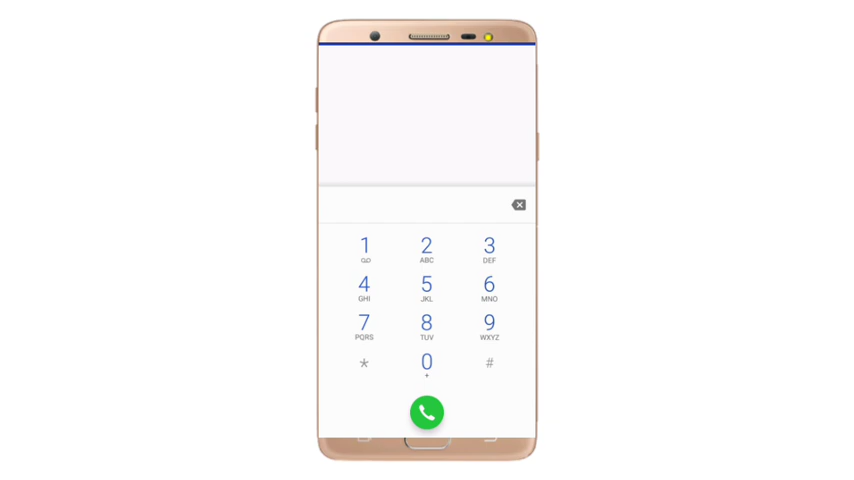 1 2 3
ABC DEF
4 5 6
GHI JKL MNO
7 8 9
PQRS TUV WXYZ
* 0 #
+